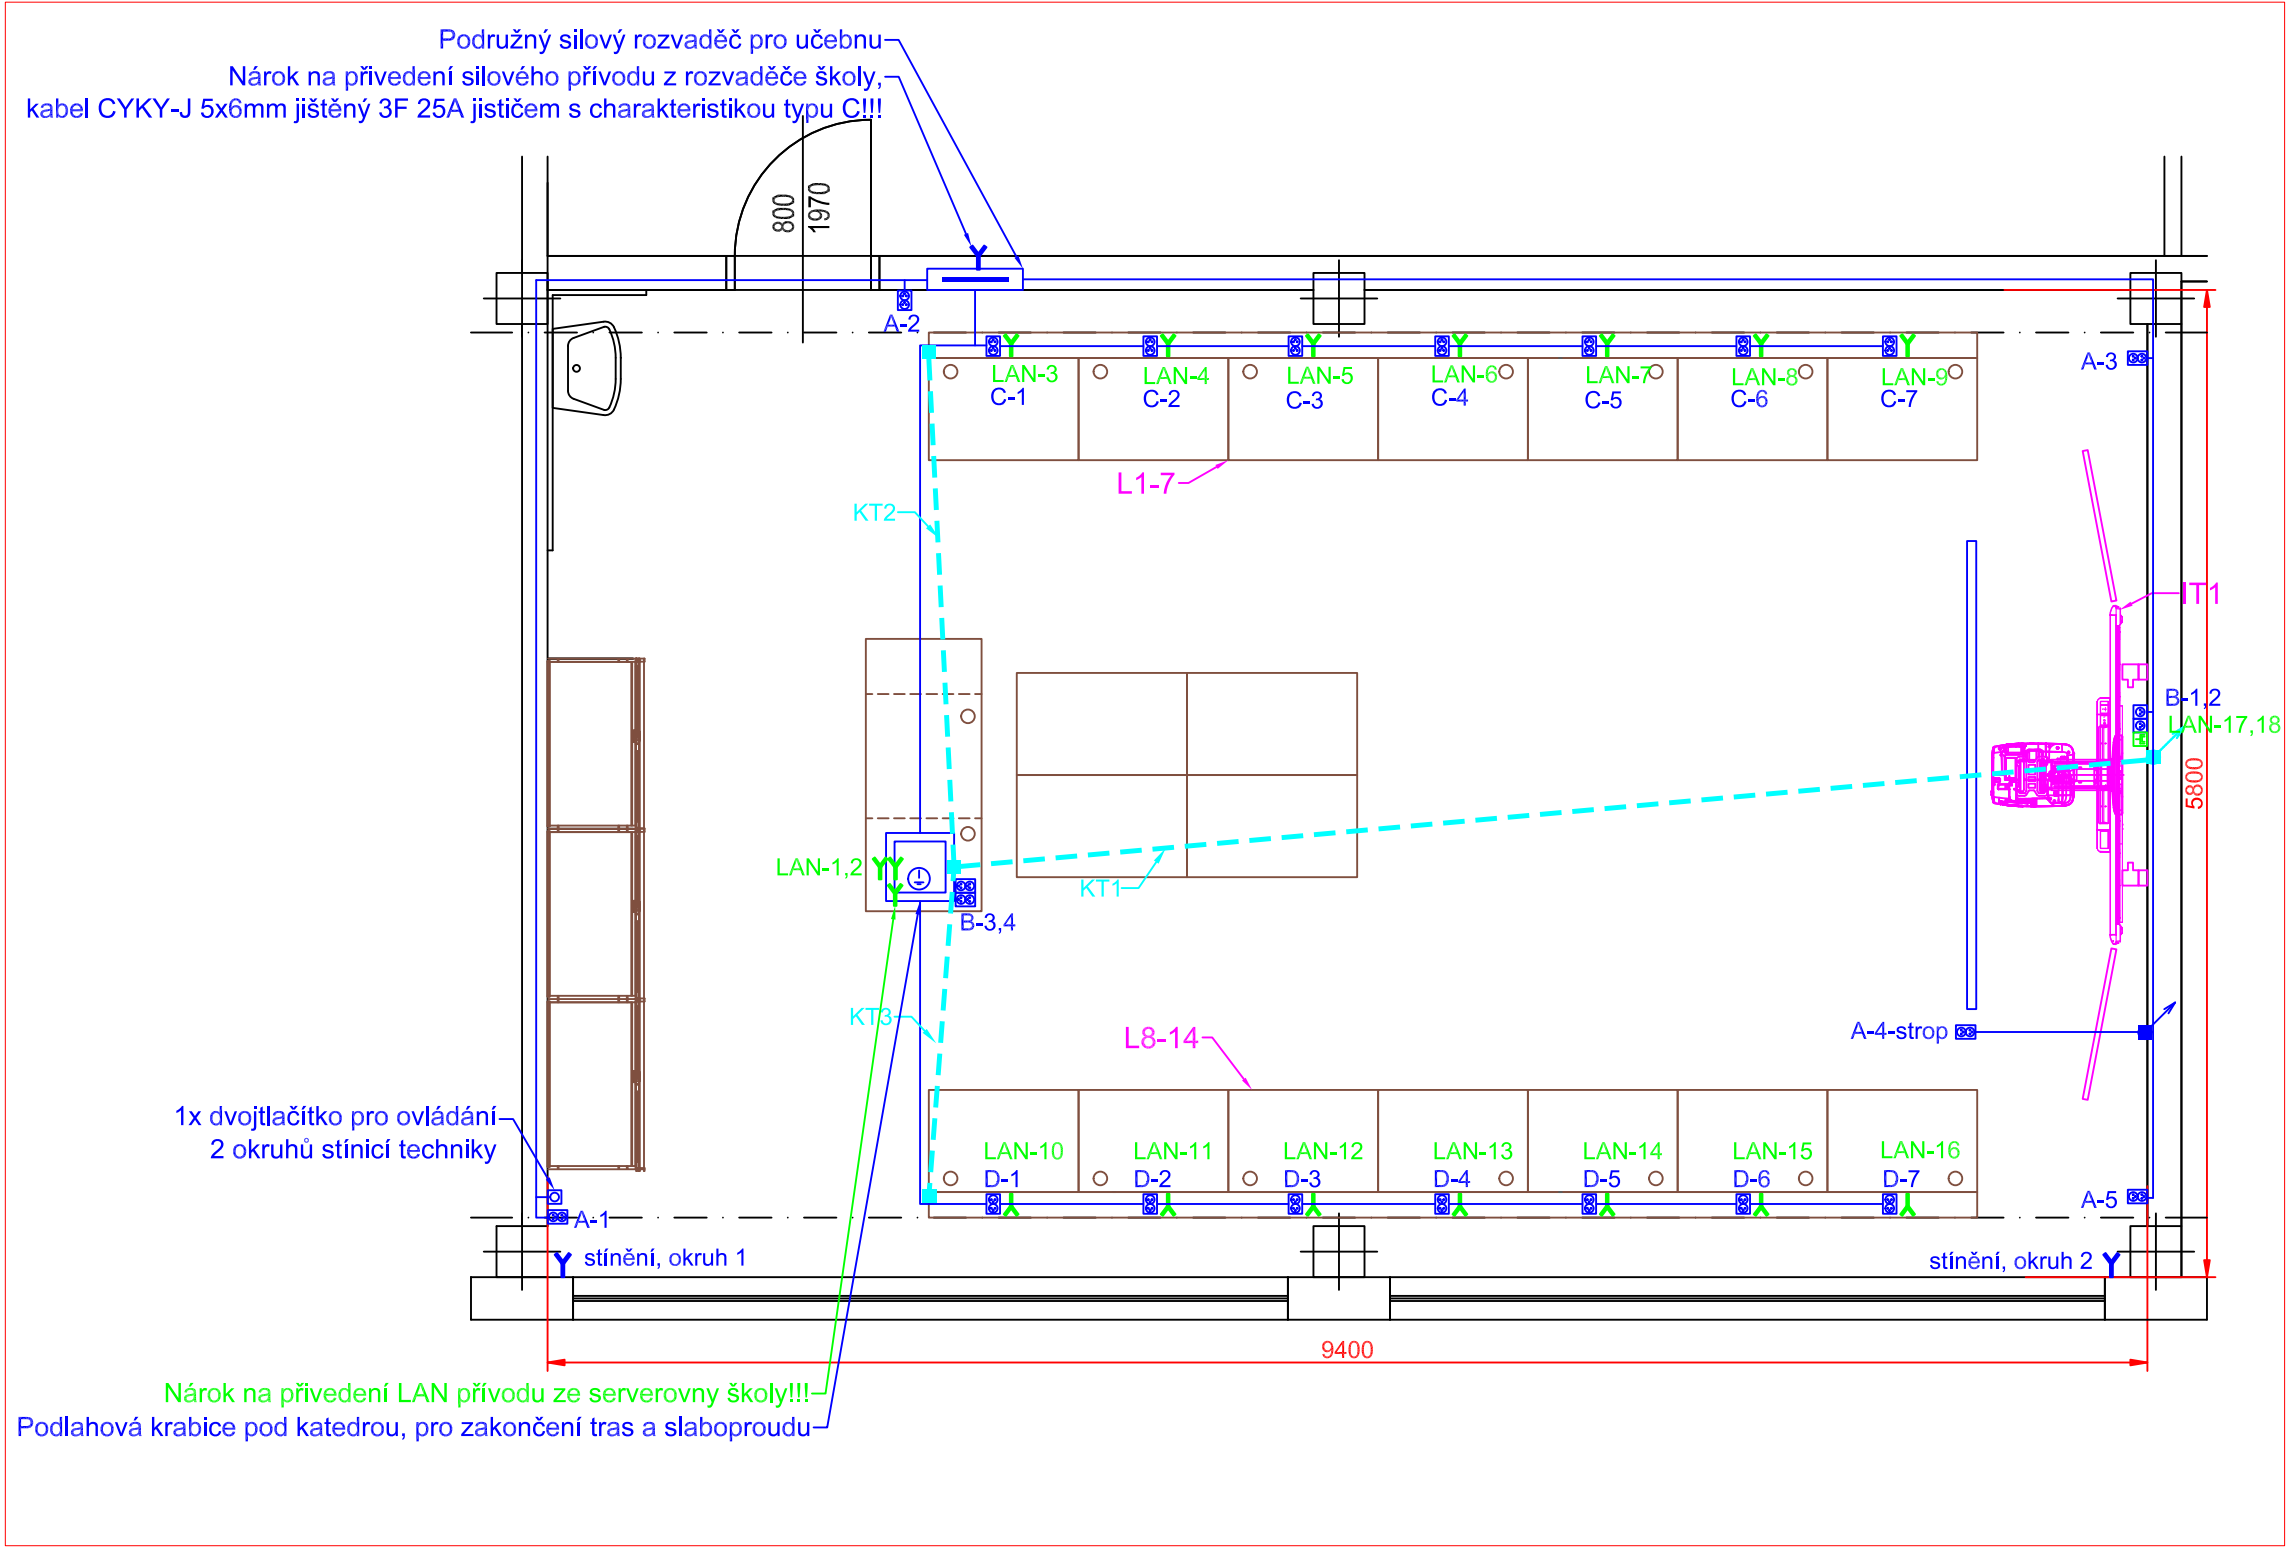 Podružný silový rozvaděč pro učebnu
Nárok na přivedení silového přívodu z rozvaděče školy,
kabel CYKY-J 5x6mm jištěný 3F 25A jističem s charakteristikou typu C!!!
800
1970
A-2
A-3
LAN-3
LAN-4
LAN-5
LAN-6
LAN-7
LAN-8
LAN-9
C-1
C-2
C-3
C-4
C-5
C-6
C-7
L1-7
KT2
IT1
B-1,2
LAN-17,18
5800
LAN-1,2
KT1
B-3,4
KT3
L8-14
A-4-strop
1x dvojtlačítko pro ovládání
2 okruhů stínicí techniky
LAN-10
LAN-11
LAN-12
LAN-13
LAN-14
LAN-15
LAN-16
D-1
D-2
D-3
D-4
D-5
D-6
D-7
A-5
A-1
stínění, okruh 1
stínění, okruh 2
9400
Nárok na přivedení LAN přívodu ze serverovny školy!!!
Podlahová krabice pod katedrou, pro zakončení tras a slaboproudu